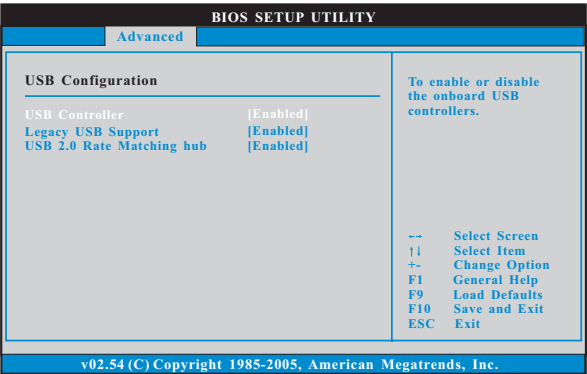 BIOS SETUP UTILITY
Advanced
USB Configuration
USB Controller [Enabled]
Legacy USB Support [Enabled]
USB 2.0 Rate Matching hub [Enabled]
To enable or disable
the onboard USB
controllers.
←→ Select Screen
↑↓ Select Item
+- Change Option
F1 General Help
F9 Load Defaults
F10 Save and Exit
ESC Exit
v02.54 (C) Copyright 1985-2005, American Megatrends, Inc.